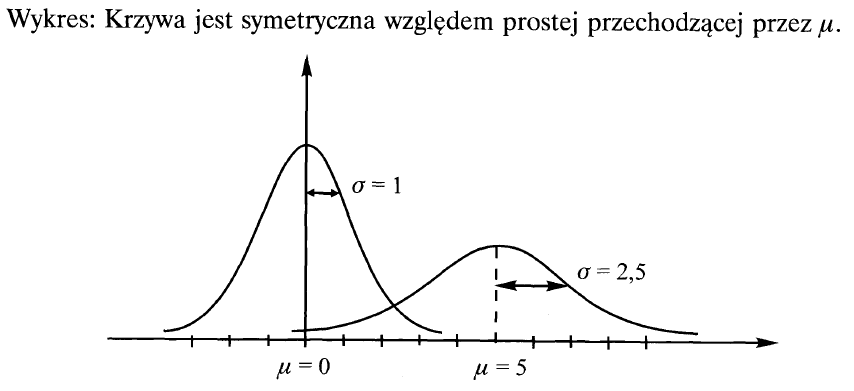 Wykres: Krzywa jest symetryczna względem prostej przechodzącej przez μ.
σ = 1
σ = 2,5
μ = 0
μ = 5